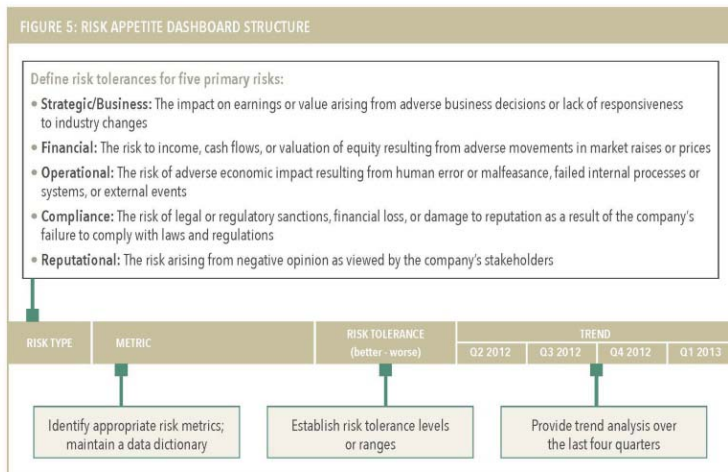 FIGURE 5: RISK APPETITE DASHBOARD STRUCTURE
Define risk tolerances for five primary risks:
• Strategic/Business: The impact on earnings or value arising from adverse business decisions or lack of responsiveness
to industry changes
• Financial: The risk to income, cash flows, or valuation of equity resulting from adverse movements in market raises or prices
• Operational: The risk of adverse economic impact resulting from human error or malfeasance, failed internal processes or
systems, or external events
• Compliance: The risk of legal or regulatory sanctions, financial loss, or damage to reputation as a result of the company's
failure to comply with laws and regulations
• Reputational: The risk arising from negative opinion as viewed by the company's stakeholders
RISK TYPE
METRIC
RISK TOLERANCE
(better - worse)
TREND
Q2 2012
Q3 2012
Q4 2012
Q1 2013
Identify appropriate risk metrics;
maintain a data dictionary
Establish risk tolerance levels
or ranges
Provide trend analysis over
the last four quarters